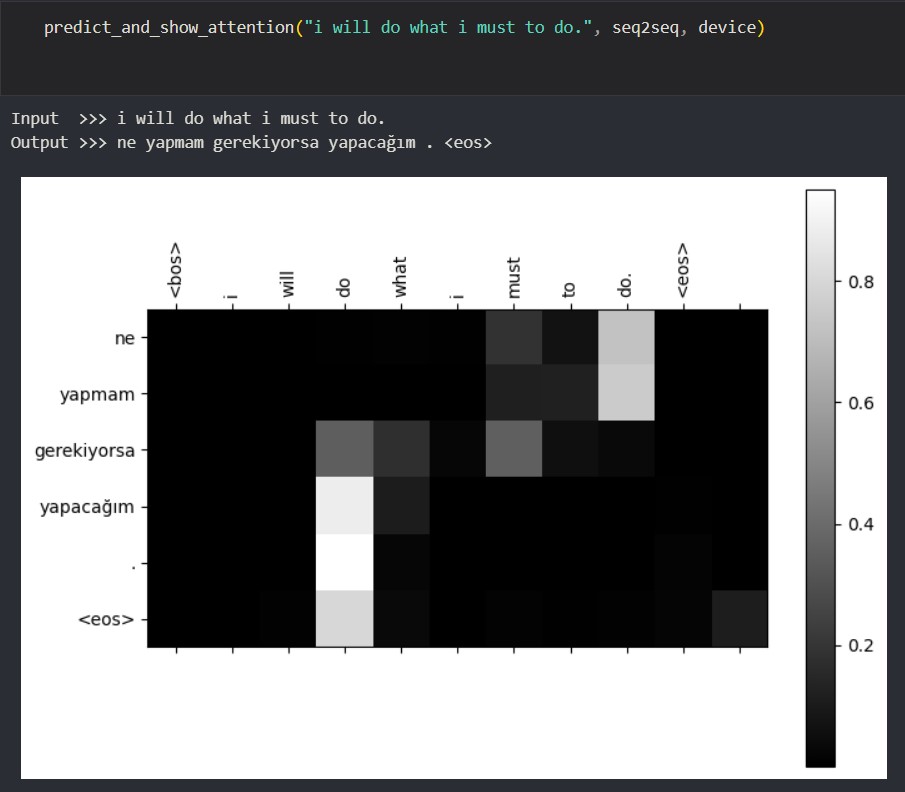 predict_and_show_attention("i will do what i must to do.", seq2seq, device)
Input  >>> i will do what i must to do.
Output >>> ne yapmam gerekiyorsa yapacağım . <eos>
<bos> i will do what i must to do. <eos>
ne
yapmam
gerekiyorsa
yapacağım
.
<eos>
0.8
0.6
0.4
0.2